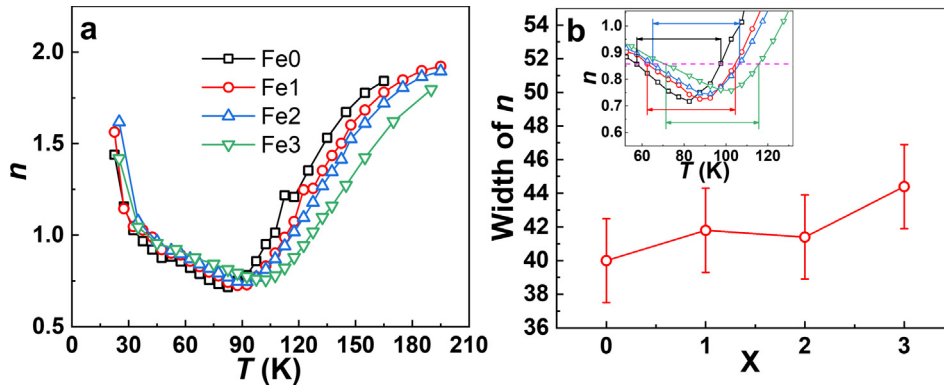 a
Fe0
Fe1
Fe2
Fe3
n
2.0
1.5
1.0
0.5
0 30 60 90 120 150 180 210
T (K)
b
Width of n
54
52
50
48
46
44
42
40
38
36
0 1 2 3
X
n
1.0
0.9
0.8
0.7
0.6
60 80 100 120
T (K)